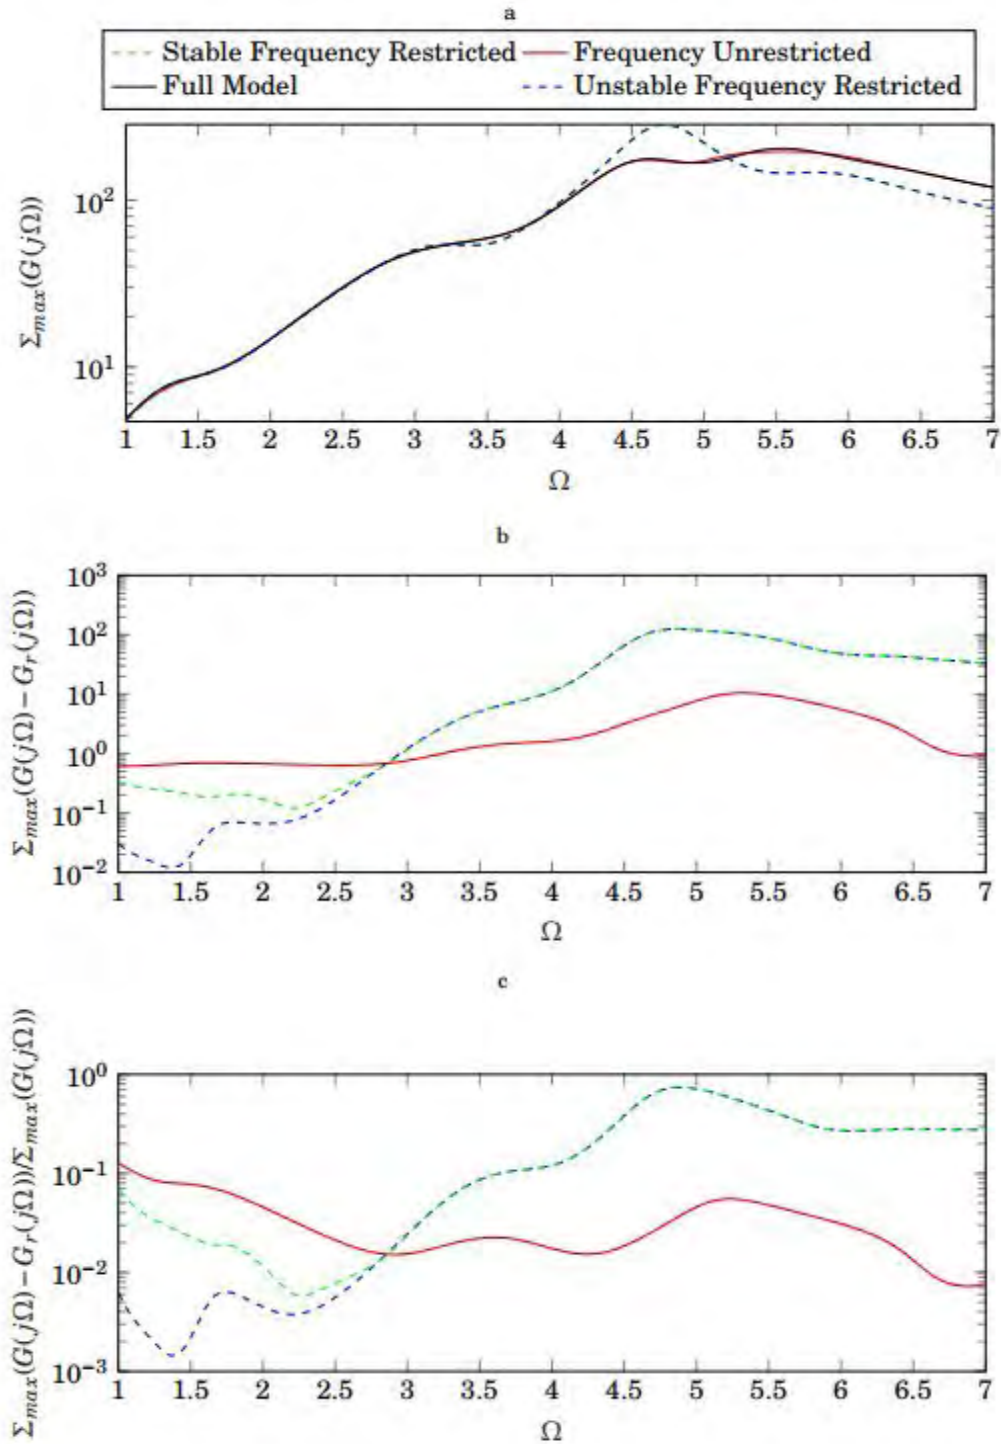 a
Stable Frequency Restricted Frequency Unrestricted
Full Model Unstable Frequency Restricted
10²
10¹
Σmax(G(jΩ))
1 1.5 2 2.5 3 3.5 4 4.5 5 5.5 6 6.5 7
Ω
b
10³
10²
10¹
10⁰
10⁻¹
10⁻²
Σmax(G(jΩ) − Gr(jΩ))
1 1.5 2 2.5 3 3.5 4 4.5 5 5.5 6 6.5 7
Ω
c
10⁰
10⁻¹
10⁻²
10⁻³
Σmax(G(jΩ) − Gr(jΩ))/Σmax(G(jΩ))
1 1.5 2 2.5 3 3.5 4 4.5 5 5.5 6 6.5 7
Ω